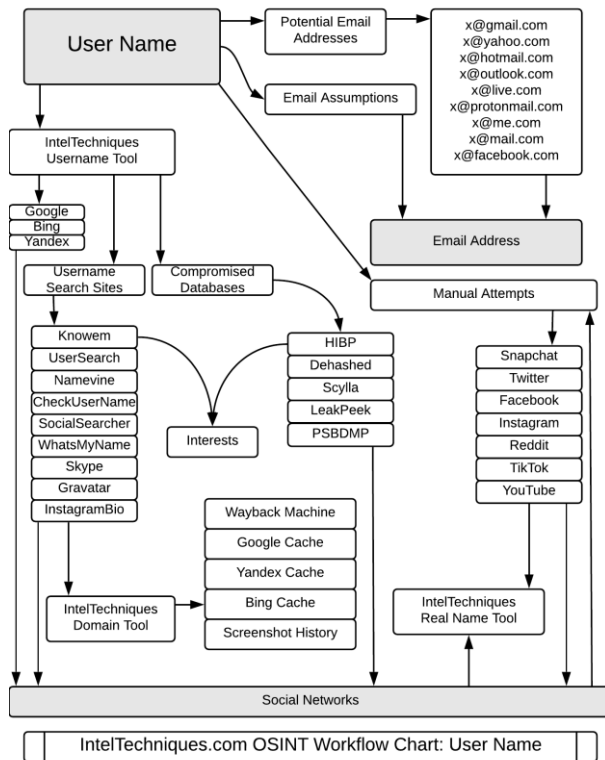 User Name
Potential Email
Addresses
x@gmail.com
x@yahoo.com
x@hotmail.com
x@outlook.com
x@live.com
x@protonmail.com
x@me.com
x@mail.com
x@facebook.com
Email Assumptions
IntelTechniques
Username Tool
Google
Bing
Yandex
Email Address
Username
Search Sites
Compromised
Databases
Manual Attempts
Knowem
UserSearch
Namevine
CheckUserName
SocialSearcher
WhatsMyName
Skype
Gravatar
InstagramBio
HIBP
Dehashed
Scylla
LeakPeek
PSBDMP
Interests
Snapchat
Twitter
Facebook
Instagram
Reddit
TikTok
YouTube
Wayback Machine
Google Cache
Yandex Cache
Bing Cache
Screenshot History
IntelTechniques
Domain Tool
IntelTechniques
Real Name Tool
Social Networks
IntelTechniques.com OSINT Workflow Chart: User Name